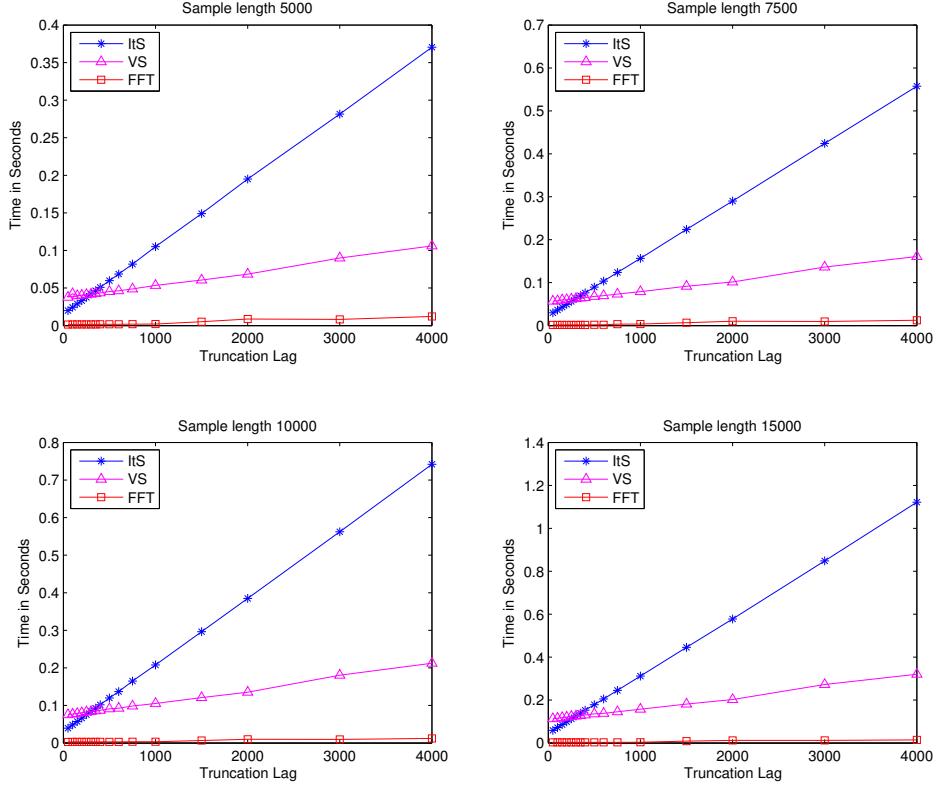 Sample length 5000
0.4
0.35
0.3
0.25
0.2
0.15
0.1
0.05
0
Time in Seconds
ItS
VS
FFT
0 1000 2000 3000 4000
Truncation Lag
Sample length 7500
0.7
0.6
0.5
0.4
0.3
0.2
0.1
0
Time in Seconds
ItS
VS
FFT
0 1000 2000 3000 4000
Truncation Lag
Sample length 10000
0.8
0.7
0.6
0.5
0.4
0.3
0.2
0.1
0
Time in Seconds
ItS
VS
FFT
0 1000 2000 3000 4000
Truncation Lag
Sample length 15000
1.4
1.2
1
0.8
0.6
0.4
0.2
0
Time in Seconds
ItS
VS
FFT
0 1000 2000 3000 4000
Truncation Lag